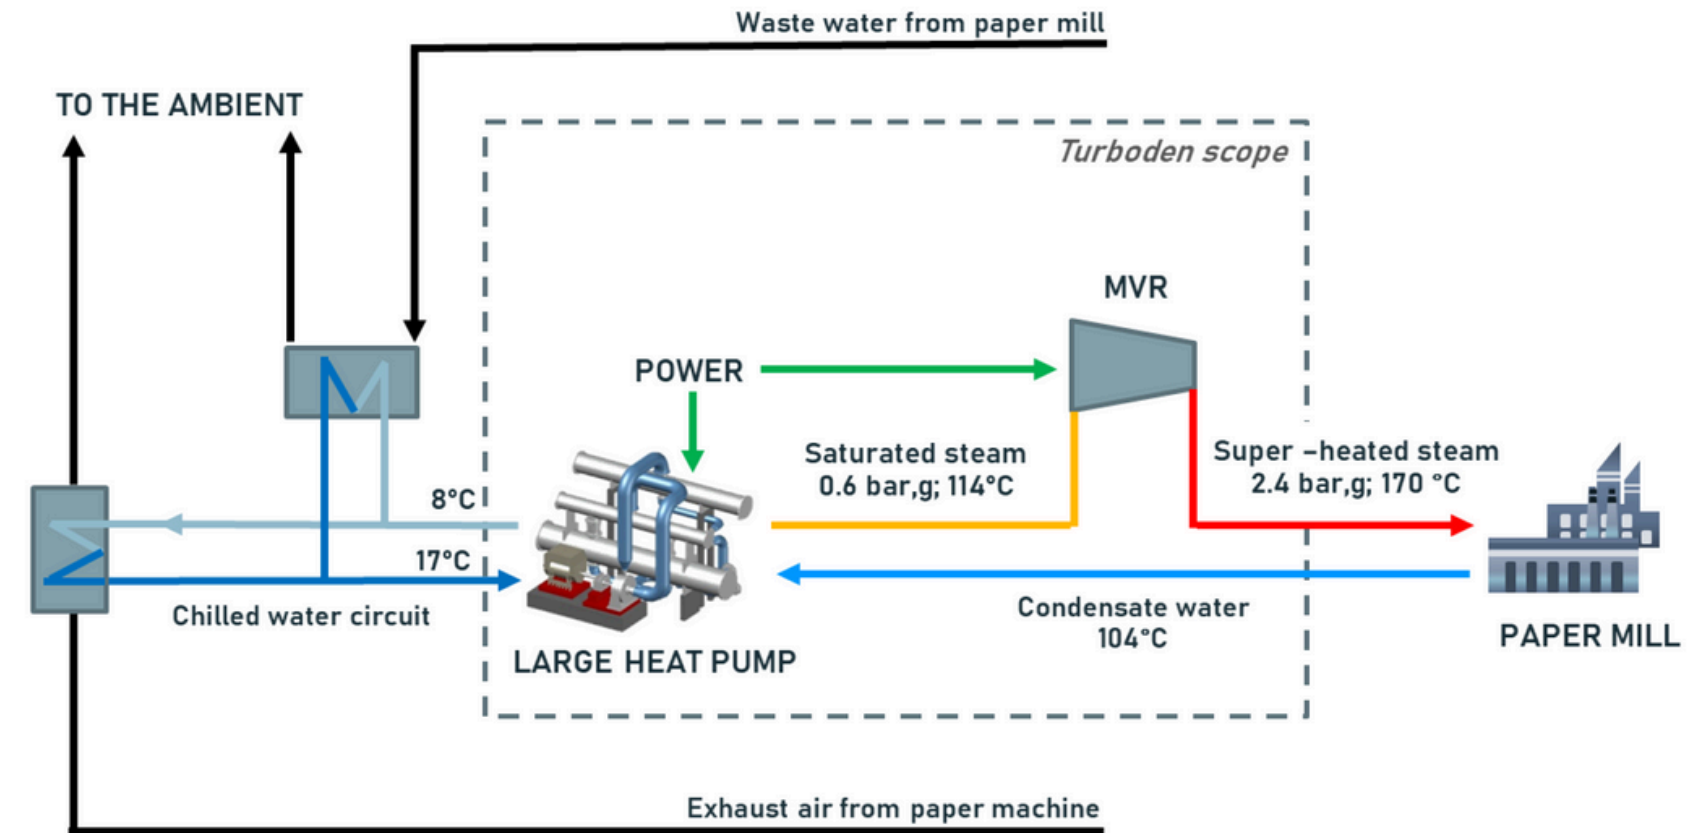 Waste water from paper mill
TO THE AMBIENT
Turboden scope
MVR
POWER
Saturated steam
0.6 bar,g; 114°C
Super –heated steam
2.4 bar,g; 170 °C
8°C
17°C
Chilled water circuit
Condensate water
104°C
LARGE HEAT PUMP
PAPER MILL
Exhaust air from paper machine